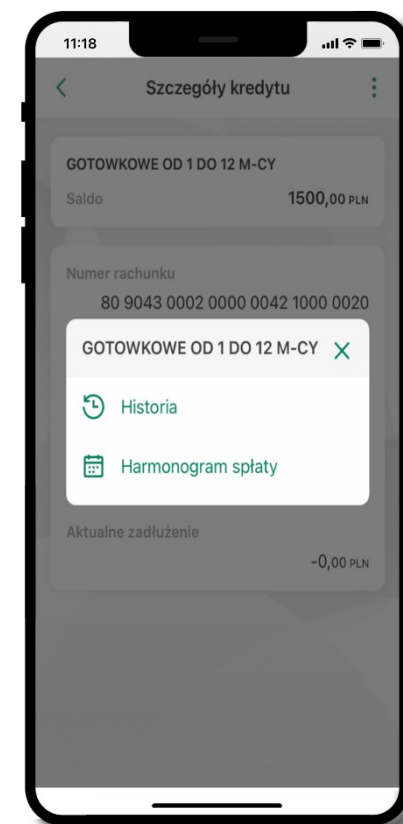 11:18
Szczegóły kredytu
GOTOWKOWE OD 1 DO 12 M-CY
Saldo 1500,00 PLN
Numer rachunku
80 9043 0002 0000 0042 1000 0020
GOTOWKOWE OD 1 DO 12 M-CY
Historia
Harmonogram spłaty
Aktualne zadłużenie
-0,00 PLN